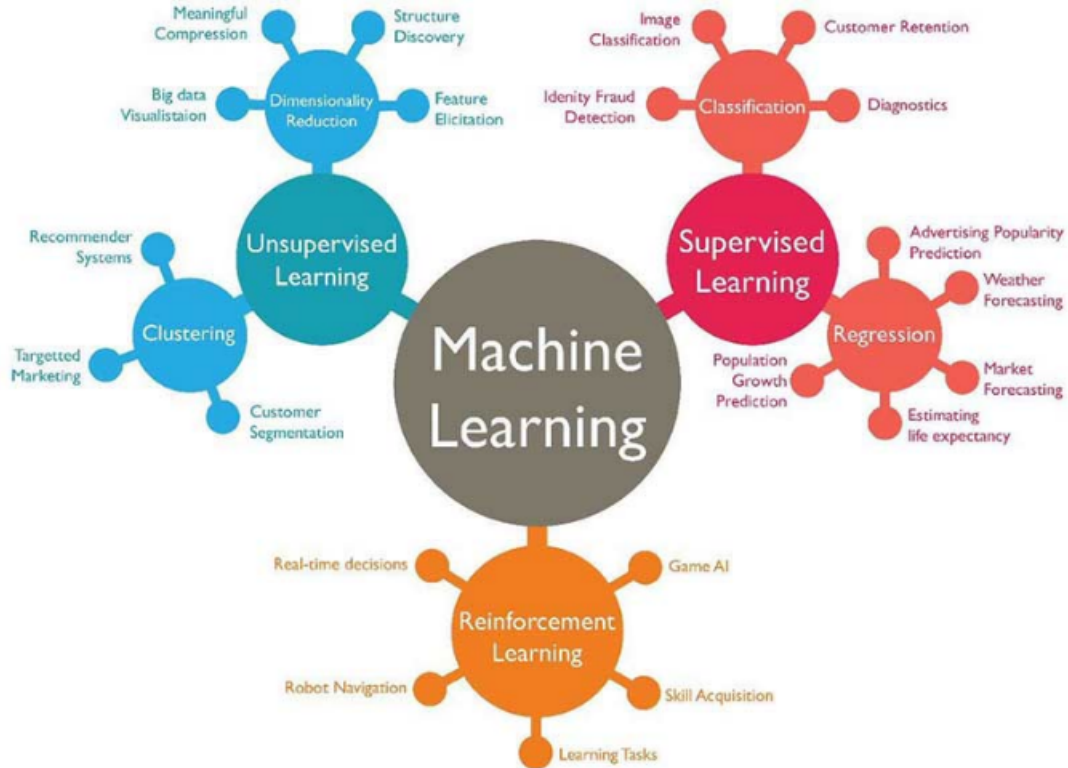 Meaningful
Compression
Structure
Discovery
Big data
Visualistaion
Dimensionality
Reduction
Feature
Elicitation
Image
Classification
Customer Retention
Idenity Fraud
Detection
Classification
Diagnostics
Recommender
Systems
Unsupervised
Learning
Clustering
Targetted
Marketing
Customer
Segmentation
Supervised
Learning
Advertising Popularity
Prediction
Weather
Forecasting
Regression
Population
Growth
Prediction
Market
Forecasting
Estimating
life expectancy
Machine
Learning
Real-time decisions
Game AI
Reinforcement
Learning
Robot Navigation
Skill Acquisition
Learning Tasks